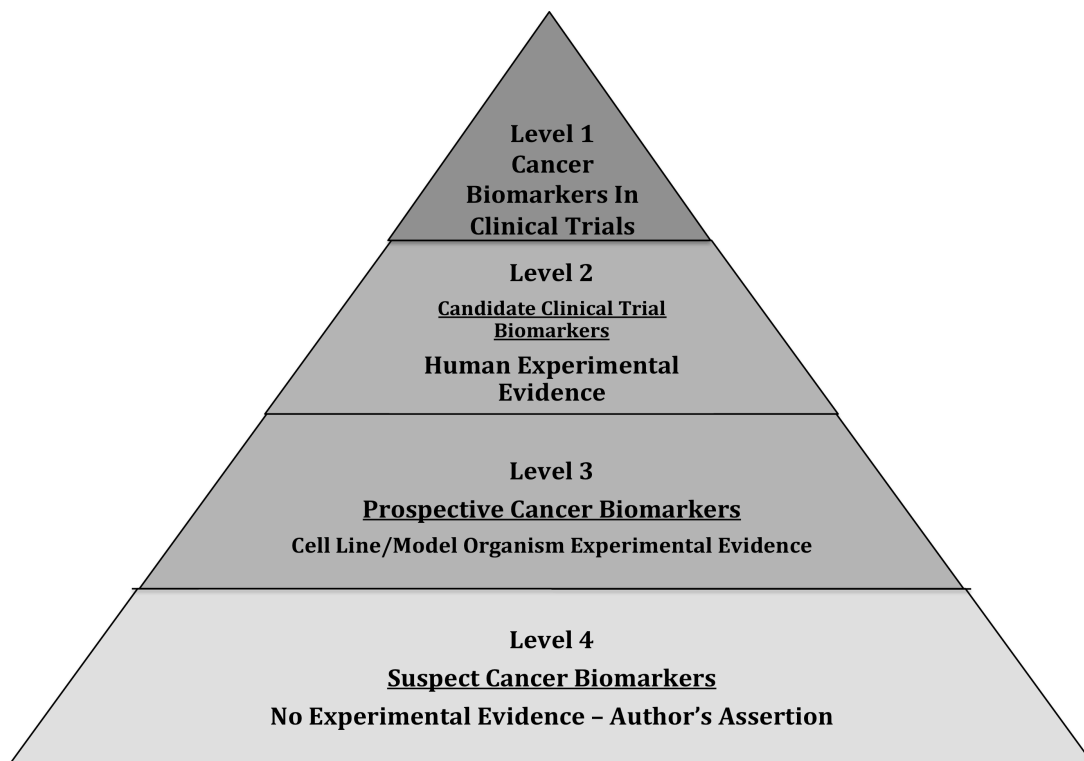 Level 1
Cancer
Biomarkers In
Clinical Trials
Level 2
Candidate Clinical Trial
Biomarkers
Human Experimental
Evidence
Level 3
Prospective Cancer Biomarkers
Cell Line/Model Organism Experimental Evidence
Level 4
Suspect Cancer Biomarkers
No Experimental Evidence – Author’s Assertion